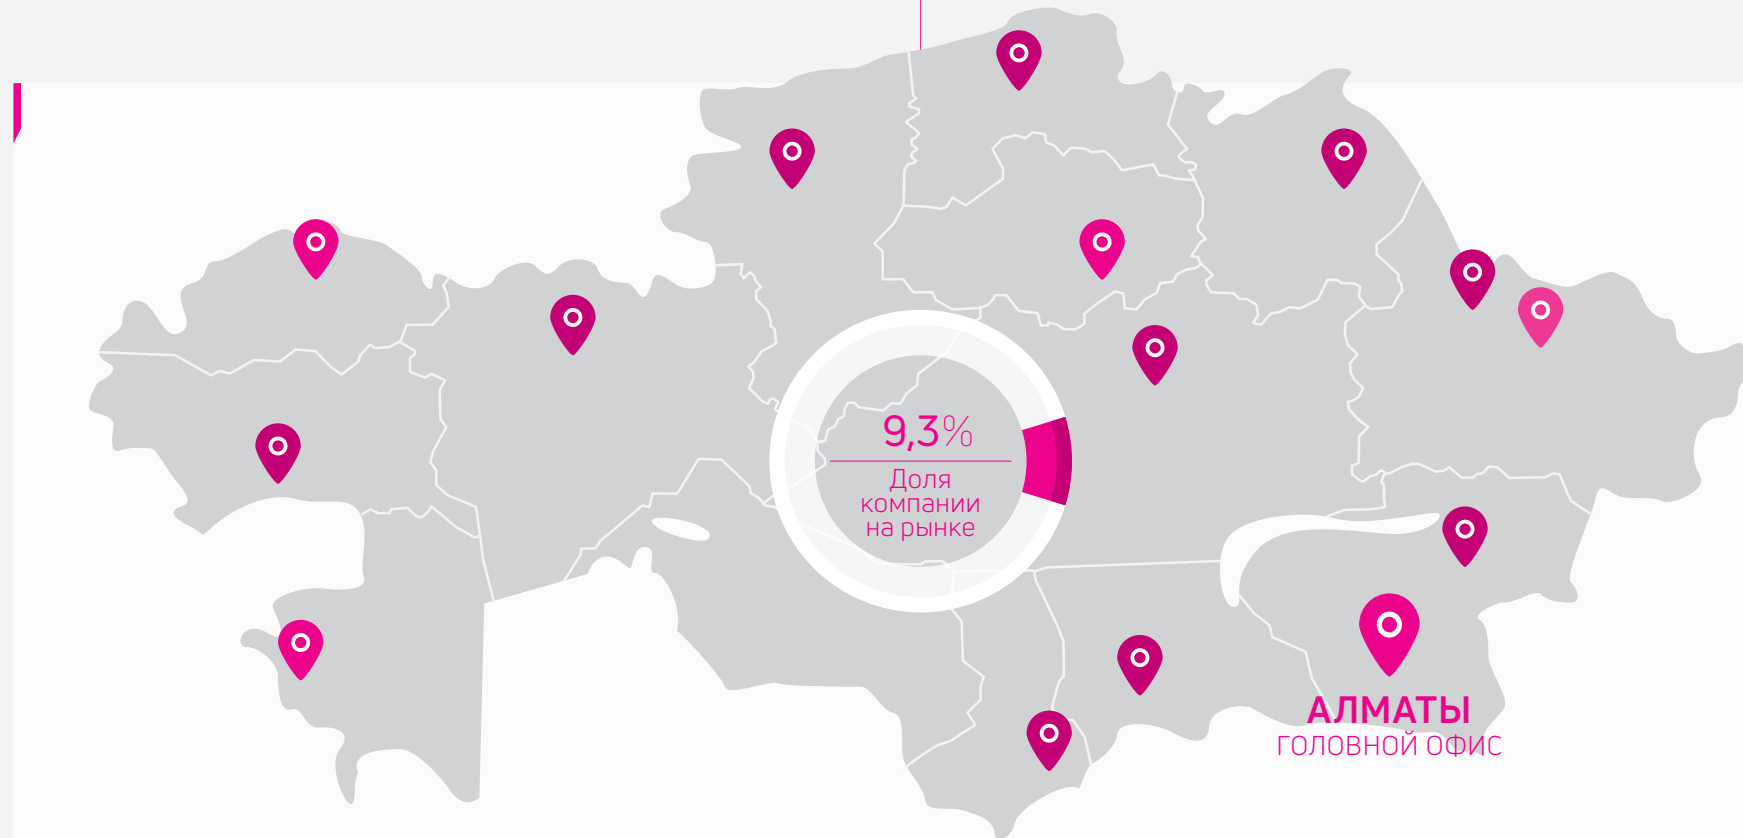 9,3%
Доля
компании
на рынке
АЛМАТЫ
ГОЛОВНОЙ ОФИС